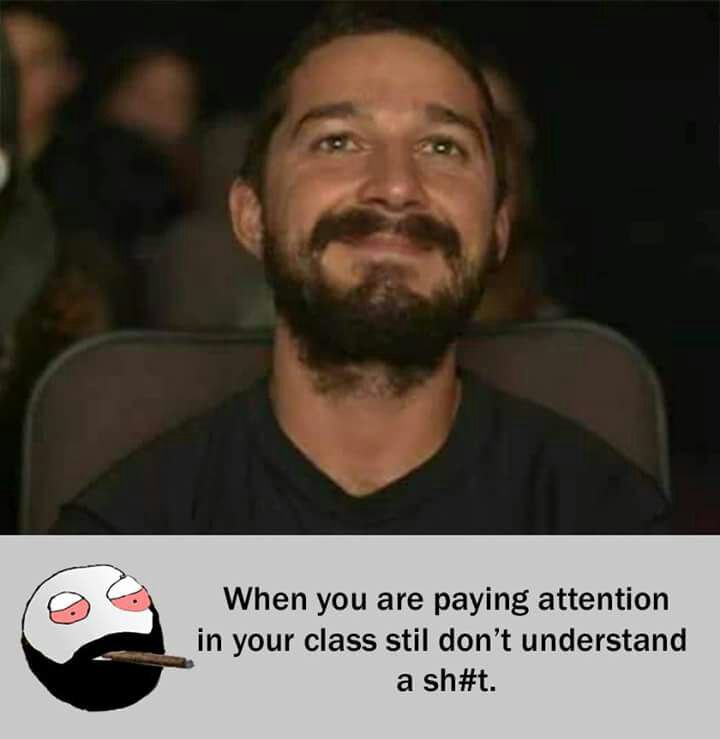 When you are paying attention
in your class stil don't understand
a sh#t.